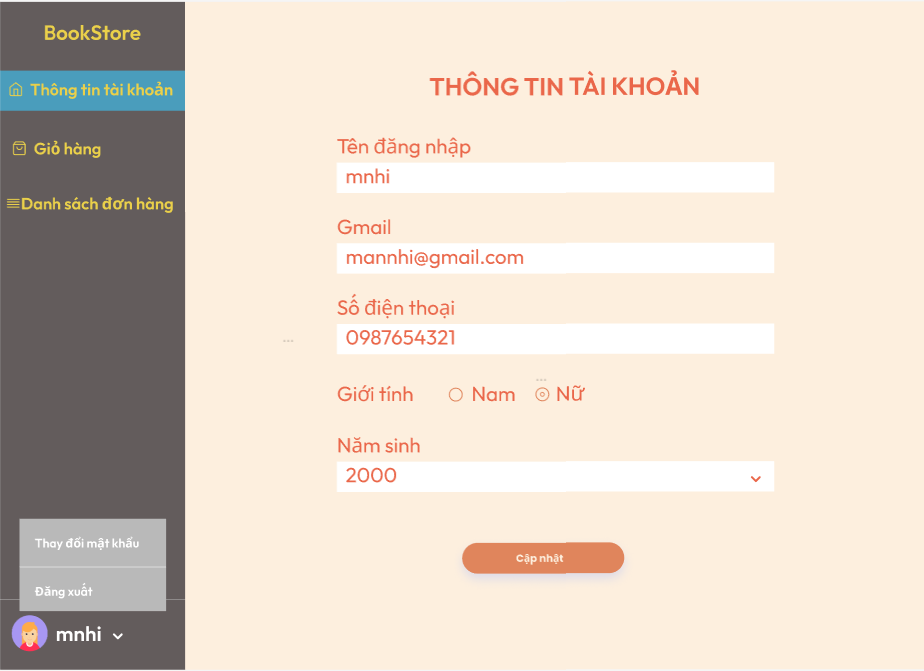 BookStore
Thông tin tài khoản
Giỏ hàng
Danh sách đơn hàng
THÔNG TIN TÀI KHOẢN
Tên đăng nhập
mnhi
Gmail
mannhi@gmail.com
Số điện thoại
0987654321
Giới tính Nam Nữ
Năm sinh
2000
Cập nhật
Thay đổi mật khẩu
Đăng xuất
mnhi